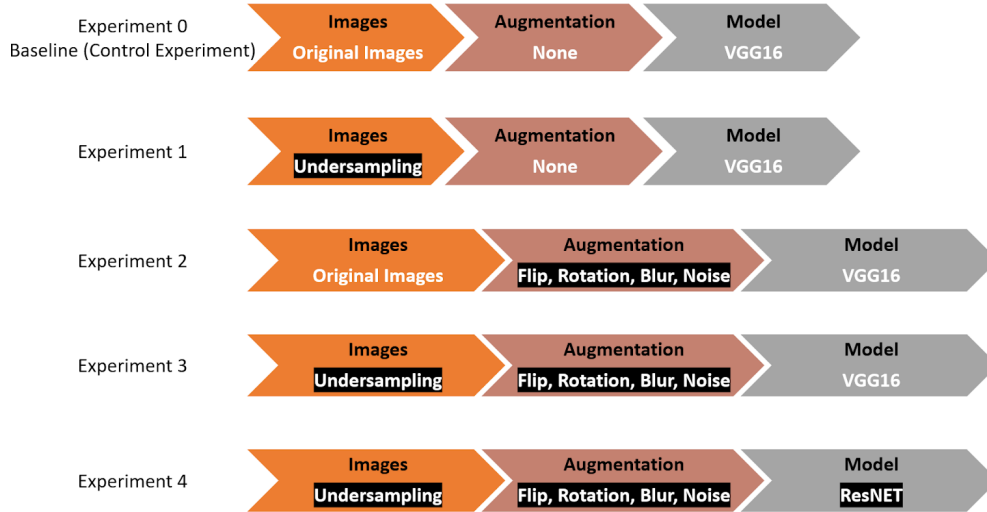 Experiment 0
Baseline (Control Experiment)
Images
Original Images
Augmentation
None
Model
VGG16
Experiment 1
Images
Undersampling
Augmentation
None
Model
VGG16
Experiment 2
Images
Original Images
Augmentation
Flip, Rotation, Blur, Noise
Model
VGG16
Experiment 3
Images
Undersampling
Augmentation
Flip, Rotation, Blur, Noise
Model
VGG16
Experiment 4
Images
Undersampling
Augmentation
Flip, Rotation, Blur, Noise
Model
ResNET